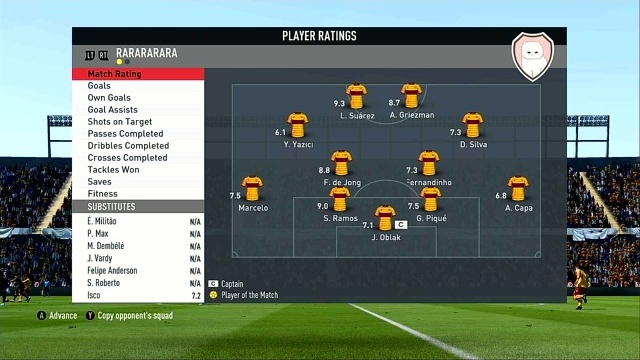 PLAYER RATINGS
LT RT RARARARARA
Match Rating
Goals
Own Goals
Goal Assists
Shots on Target
Passes Completed
Dribbles Completed
Crosses Completed
Tackles Won
Saves
Fitness
SUBSTITUTES
É. Militão N/A
P. Max N/A
M. Dembélé N/A
J. Vardy N/A
Felipe Anderson N/A
S. Roberto N/A
Isco 7.2
9.3 L. Suárez
8.7 A. Griezman
6.1 Y. Yazici
7.3 D. Silva
8.8 F. de Jong
7.3 Fernandinho
7.5 Marcelo
9.0 S. Ramos
7.5 G. Piqué
6.8 A. Capa
7.1 C J. Oblak
C Captain
Player of the Match
A Advance Y Copy opponent's squad